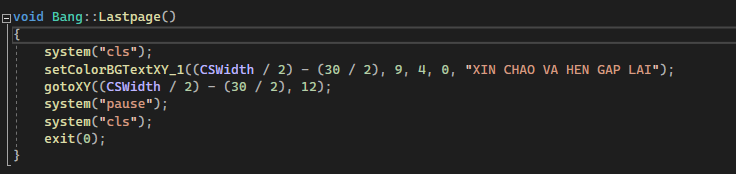 void Bang::Lastpage()
{
    system("cls");
    setColorBGTextXY_1((CSWidth / 2) - (30 / 2), 9, 4, 0, "XIN CHAO VA HEN GAP LAI");
    gotoXY((CSWidth / 2) - (30 / 2), 12);
    system("pause");
    system("cls");
    exit(0);
}